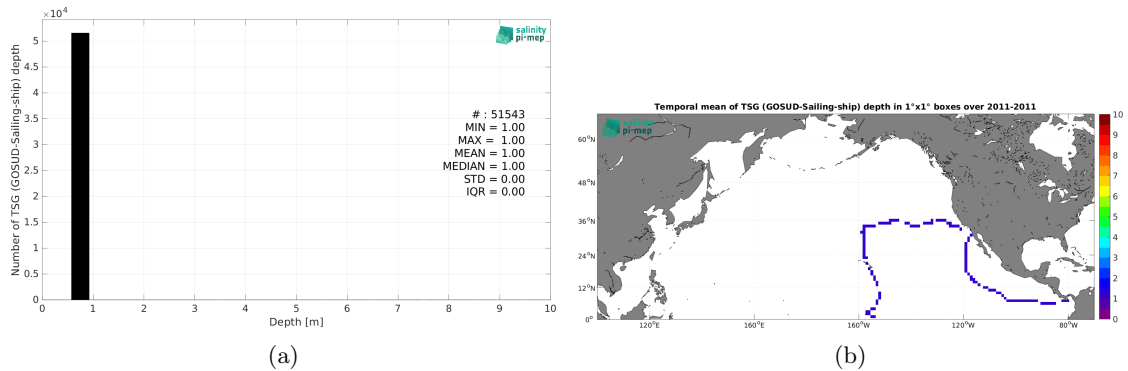 ×10⁴
5
4.5
4
3.5
3
2.5
2
1.5
1
0.5
0
Number of TSG (GOSUD-Sailing-ship) depth
salinity
pi-mep
# : 51543
MIN = 1.00
MAX = 1.00
MEAN = 1.00
MEDIAN = 1.00
STD = 0.00
IQR = 0.00
0 1 2 3 4 5 6 7 8 9 10
Depth [m]
(a)
Temporal mean of TSG (GOSUD-Sailing-ship) depth in 1°x1° boxes over 2011-2011
salinity
pi-mep
60°N
48°N
36°N
24°N
12°N
0°
120°E 160°E 160°W 120°W 80°W
10
9
8
7
6
5
4
3
2
1
0
(b)